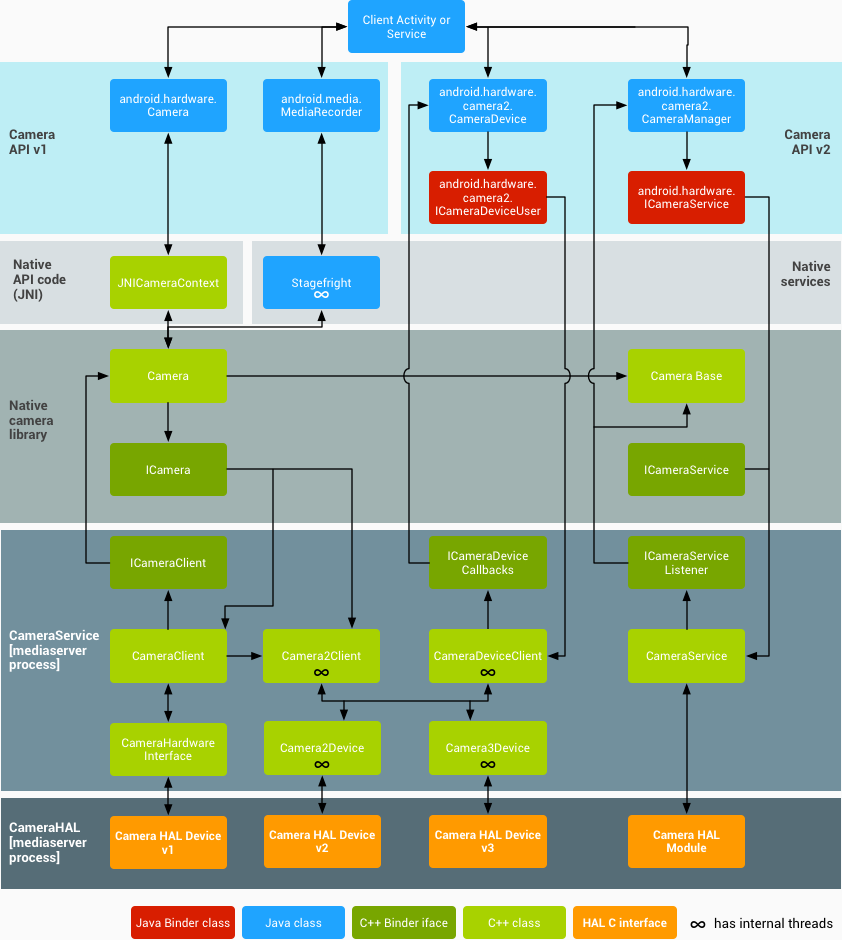 Client Activity or
Service
android.hardware.
Camera
android.media.
MediaRecorder
android.hardware.
camera2.
CameraDevice
android.hardware.
camera2.
CameraManager
Camera
API v1
Camera
API v2
android.hardware.
camera2.
ICameraDeviceUser
android.hardware.
ICameraService
Native
API code
(JNI)
JNICameraContext
Stagefright
∞
Native
services
Camera
Camera Base
Native
camera
library
ICamera
ICameraService
ICameraClient
ICameraDevice
Callbacks
ICameraService
Listener
CameraService
[mediaserver
process]
CameraClient
Camera2Client
∞
CameraDeviceClient
∞
CameraService
CameraHardware
Interface
Camera2Device
∞
Camera3Device
∞
CameraHAL
[mediaserver
process]
Camera HAL Device
v1
Camera HAL Device
v2
Camera HAL Device
v3
Camera HAL
Module
Java Binder class
Java class
C++ Binder iface
C++ class
HAL C interface
∞ has internal threads